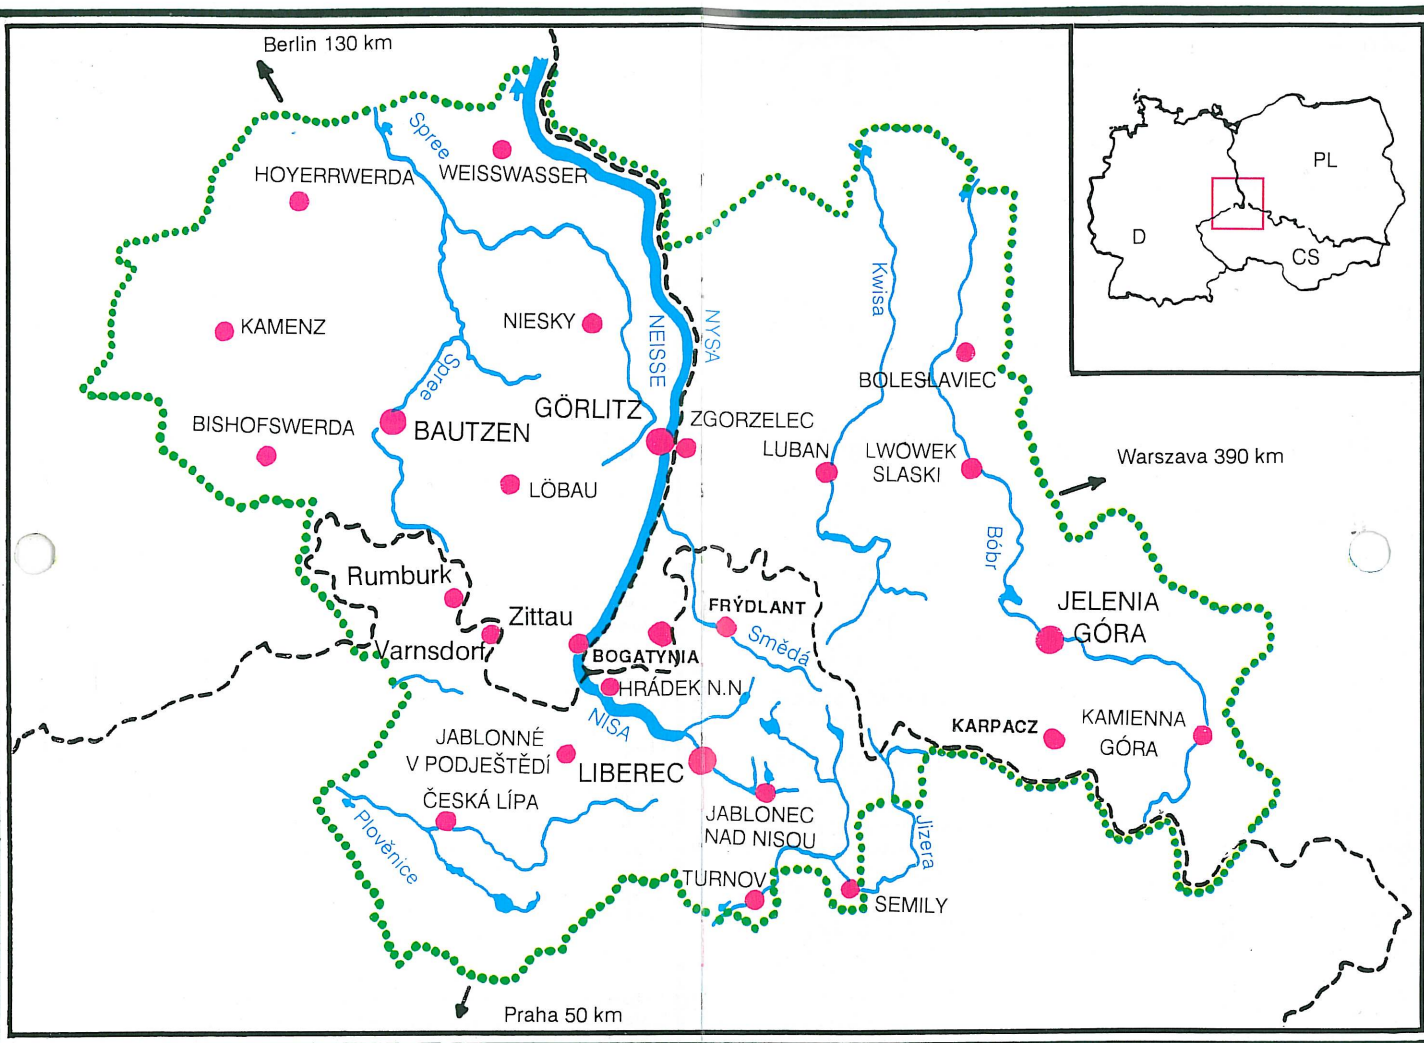 Berlin 130 km
Spree
HOYERRWERDA
WEISSWASSER
PL
D
CS
Kwisa
KAMENZ
NIESKY
NEISSE
NYSA
Spree
BOLESŁAVIEC
GÖRLITZ
BISHOFSWERDA
BAUTZEN
ZGORZELEC
LUBAN
LWOWEK
SLASKI
Warszava 390 km
LÖBAU
Bóbr
Rumburk
Zittau
FRÝDLANT
JELENIA
GÓRA
Varnsdorf
BOGATYNIA
Smědá
HRÁDEK N.N.
NISA
KARPACZ
KAMIENNA
GÓRA
JABLONNÉ
V PODJEŠTĚDÍ
LIBEREC
ČESKÁ LÍPA
JABLONEC
NAD NISOU
Plověnice
Jizera
TURNOV
SEMILY
Praha 50 km